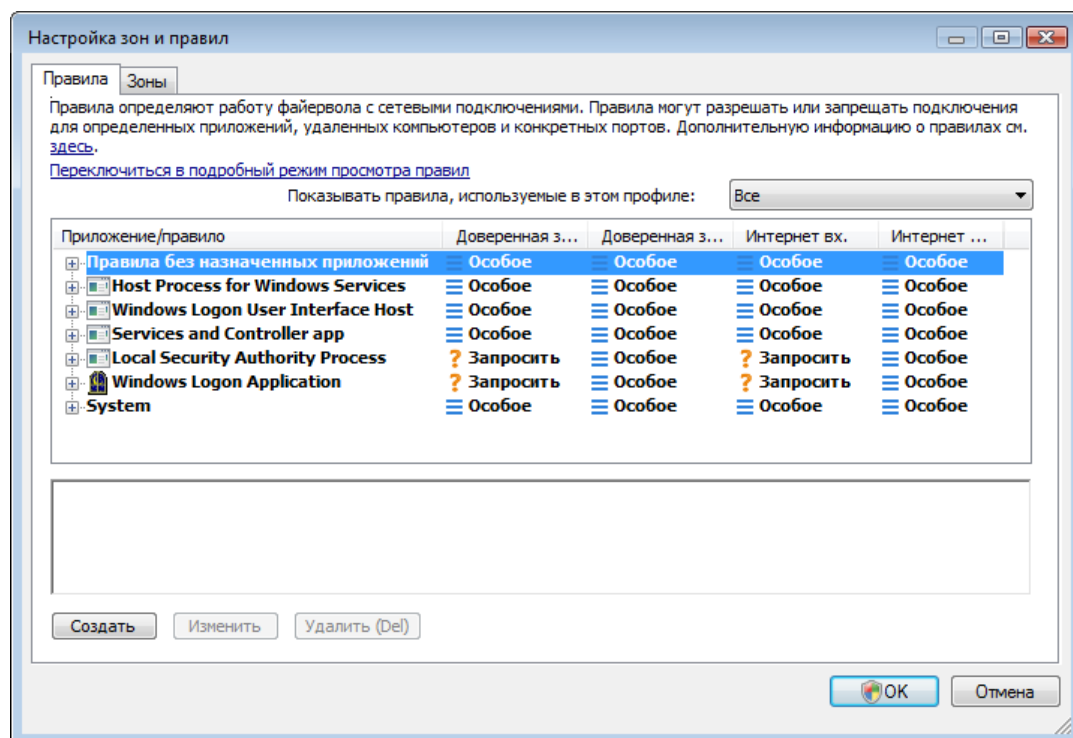 Настройка зон и правил
Правила Зоны
Правила определяют работу файервола с сетевыми подключениями. Правила могут разрешать или запрещать подключения
для определенных приложений, удаленных компьютеров и конкретных портов. Дополнительную информацию о правилах см.
здесь.
Переключиться в подробный режим просмотра правил
Показывать правила, используемые в этом профиле: Все
Приложение/правило Доверенная з... Доверенная з... Интернет вх. Интернет ...
Правила без назначенных приложений Особое Особое Особое Особое
Host Process for Windows Services Особое Особое Особое Особое
Windows Logon User Interface Host Особое Особое Особое Особое
Services and Controller app Особое Особое Особое Особое
Local Security Authority Process ? Запросить Особое ? Запросить Особое
Windows Logon Application ? Запросить Особое ? Запросить Особое
System Особое Особое Особое Особое
Создать Изменить Удалить (Del)
OK Отмена